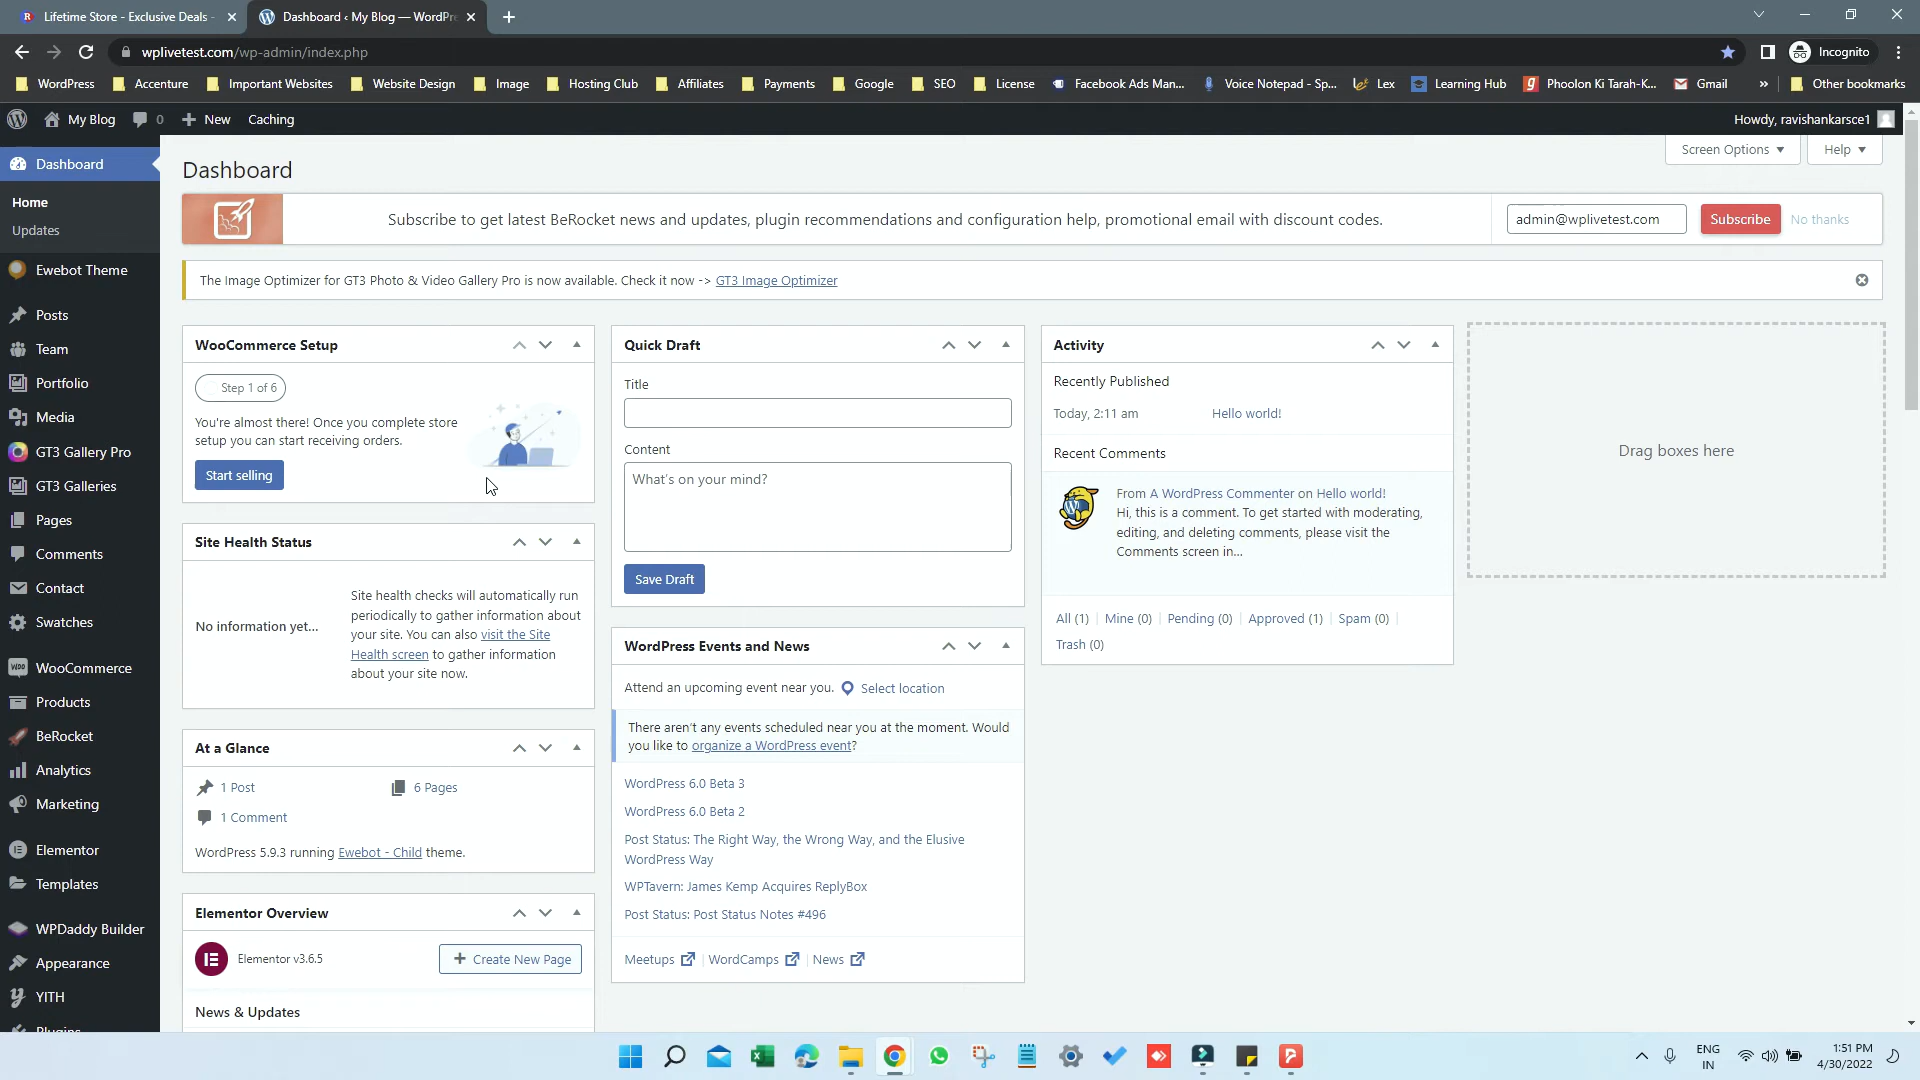 Lifetime Store - Exclusive Deals -
Dashboard ‹ My Blog — WordPre
wplivetest.com/wp-admin/index.php
Incognito
WordPress
Accenture
Important Websites
Website Design
Image
Hosting Club
Affiliates
Payments
Google
SEO
License
Facebook Ads Man...
Voice Notepad - Sp...
Lex
Learning Hub
Phoolon Ki Tarah-K...
Gmail
»
Other bookmarks
My Blog
0
New
Caching
Howdy, ravishankarsce1
Screen Options
Help
Dashboard
Home
Updates
Ewebot Theme
Posts
Team
Portfolio
Media
GT3 Gallery Pro
GT3 Galleries
Pages
Comments
Contact
Swatches
WooCommerce
Products
BeRocket
Analytics
Marketing
Elementor
Templates
WPDaddy Builder
Appearance
YITH
Plugins
Dashboard
Subscribe to get latest BeRocket news and updates, plugin recommendations and configuration help, promotional email with discount codes.
admin@wplivetest.com
Subscribe
No thanks
The Image Optimizer for GT3 Photo & Video Gallery Pro is now available. Check it now -> GT3 Image Optimizer
WooCommerce Setup
Step 1 of 6
You're almost there! Once you complete store
setup you can start receiving orders.
Start selling
Site Health Status
No information yet...
Site health checks will automatically run
periodically to gather information about
your site. You can also visit the Site
Health screen to gather information
about your site now.
At a Glance
1 Post
6 Pages
1 Comment
WordPress 5.9.3 running Ewebot - Child theme.
Elementor Overview
Elementor v3.6.5
+ Create New Page
News & Updates
Quick Draft
Title
Content
What's on your mind?
Save Draft
WordPress Events and News
Attend an upcoming event near you.
Select location
There aren't any events scheduled near you at the moment. Would
you like to organize a WordPress event?
WordPress 6.0 Beta 3
WordPress 6.0 Beta 2
Post Status: The Right Way, the Wrong Way, and the Elusive
WordPress Way
WPTavern: James Kemp Acquires ReplyBox
Post Status: Post Status Notes #496
Meetups | WordCamps | News
Activity
Recently Published
Today, 2:11 am
Hello world!
Recent Comments
From A WordPress Commenter on Hello world!
Hi, this is a comment. To get started with moderating,
editing, and deleting comments, please visit the
Comments screen in...
All (1) | Mine (0) | Pending (0) | Approved (1) | Spam (0) |
Trash (0)
Drag boxes here
ENG
IN
1:51 PM
4/30/2022